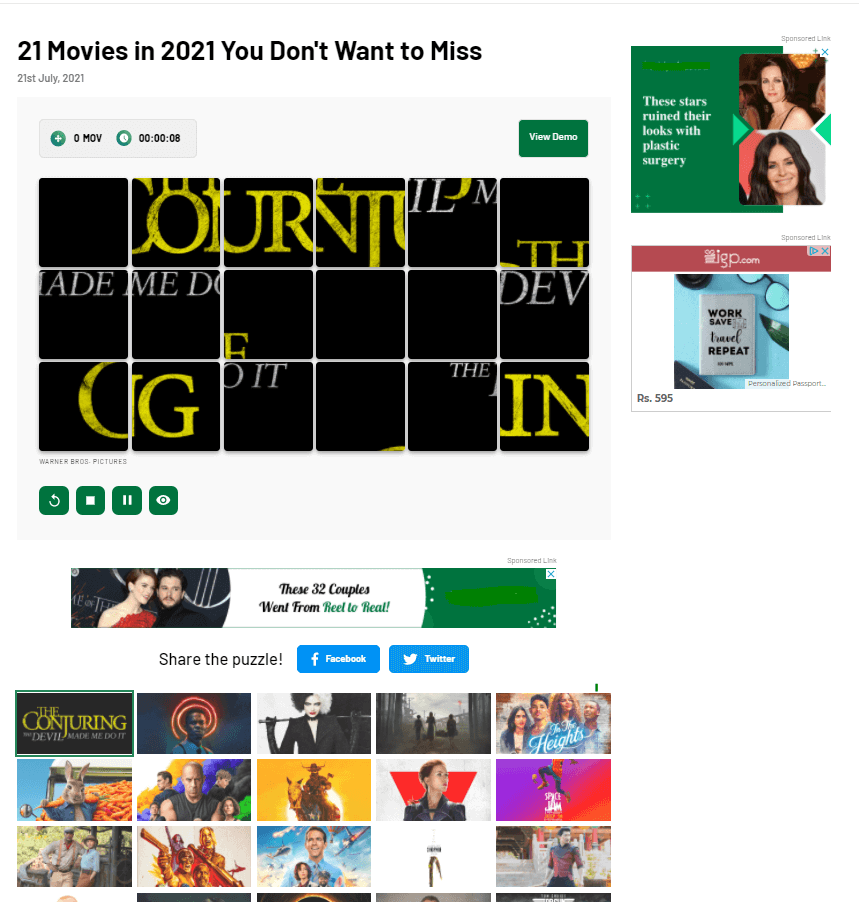 21 Movies in 2021 You Don't Want to Miss
21st July, 2021
0 MOV
00:00:08
View Demo
OURN
IL M
TH
MADE ME DO
DEV
E
C
NG
O IT
THE
IN
WARNER BROS. PICTURES
Sponsored Link
These stars
ruined their
looks with
plastic
surgery
Sponsored Link
igp.com
WORK
SAVE
travel
REPEAT
Personalized Passport...
Rs. 595
Sponsored Link
These 32 Couples
Went From Reel to Real!
Share the puzzle!
Facebook
Twitter
THE
CONJURING
THE DEVIL MADE ME DO IT
In The
Heights
SPACE
JAM